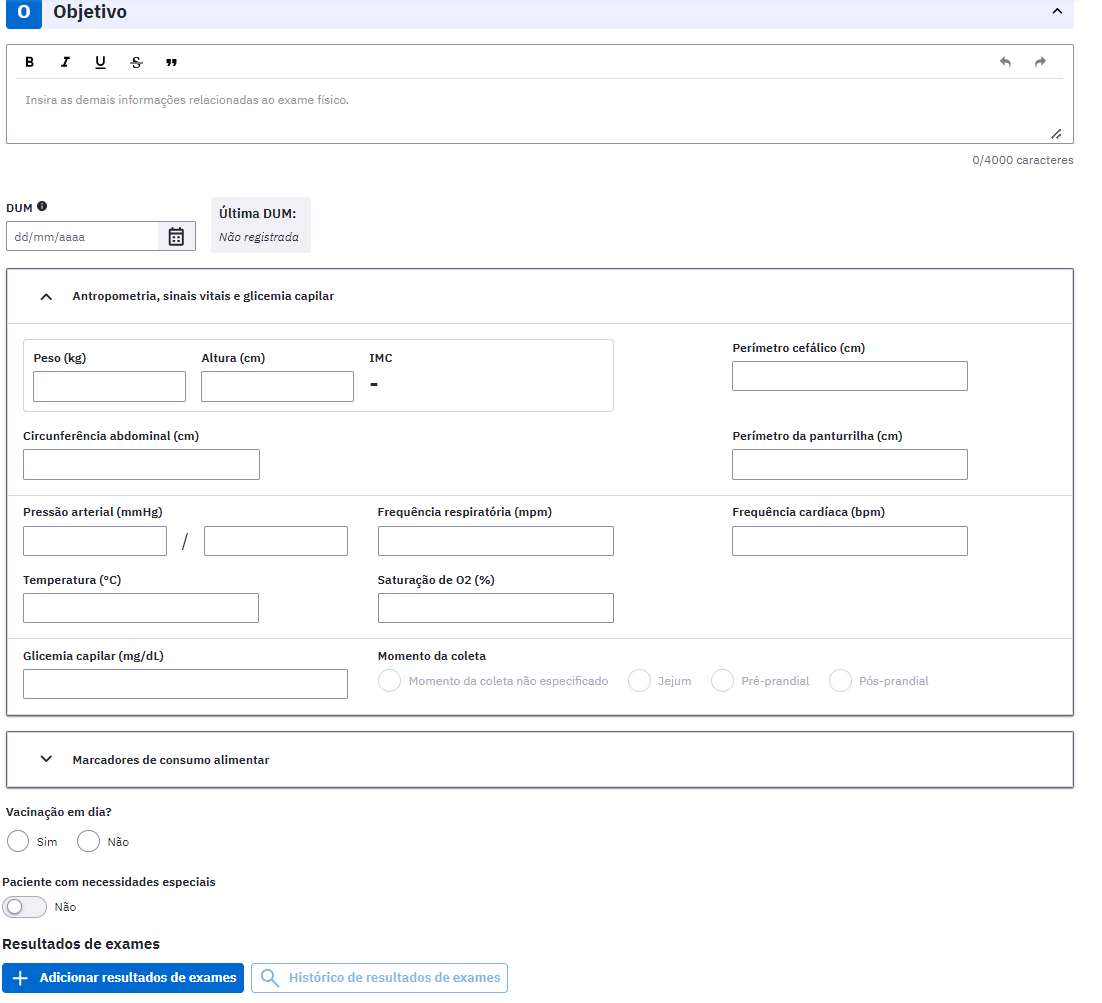 O Objetivo
B I U S
Insira as demais informações relacionadas ao exame físico.
0/4000 caracteres
DUM
dd/mm/aaaa
Última DUM:
Não registrada
Antropometria, sinais vitais e glicemia capilar
Peso (kg) Altura (cm) IMC
-
Perímetro cefálico (cm)
Circunferência abdominal (cm) Perímetro da panturrilha (cm)
Pressão arterial (mmHg) Frequência respiratória (mpm) Frequência cardíaca (bpm)
/
Temperatura (°C) Saturação de O2 (%)
Glicemia capilar (mg/dL) Momento da coleta
Momento da coleta não especificado Jejum Pré-prandial Pós-prandial
Marcadores de consumo alimentar
Vacinação em dia?
Sim Não
Paciente com necessidades especiais
Não
Resultados de exames
Adicionar resultados de exames Histórico de resultados de exames